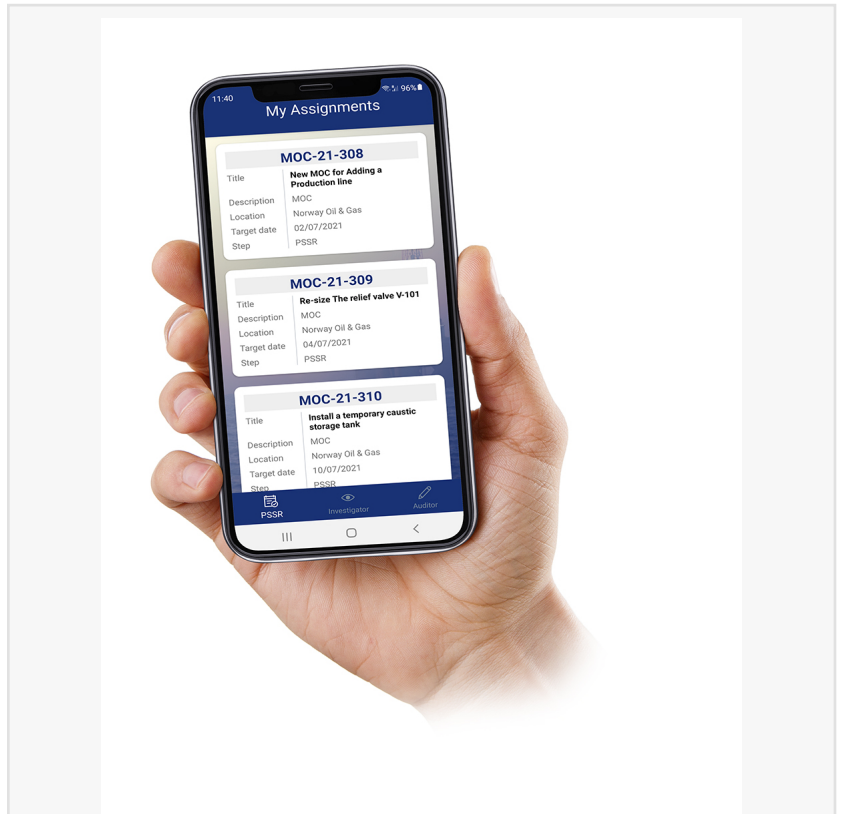 11:40
96%
My Assignments
MOC-21-308
Title New MOC for Adding a
Production line
Description MOC
Location Norway Oil & Gas
Target date 02/07/2021
Step PSSR
MOC-21-309
Title Re-size The relief valve V-101
Description MOC
Location Norway Oil & Gas
Target date 04/07/2021
Step PSSR
MOC-21-310
Title Install a temporary caustic
storage tank
Description MOC
Location Norway Oil & Gas
Target date 10/07/2021
Step PSSR
PSSR Investigator Auditor